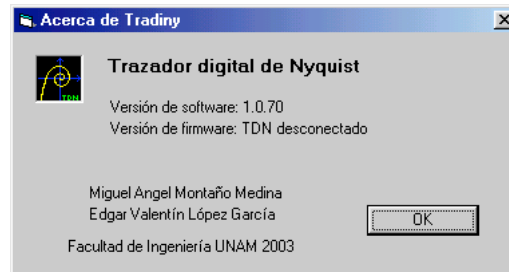 Acerca de Tradiny
Trazador digital de Nyquist
TDN
Versión de software: 1.0.70
Versión de firmware: TDN desconectado
Miguel Angel Montaño Medina
Edgar Valentín López García
OK
Facultad de Ingeniería UNAM 2003